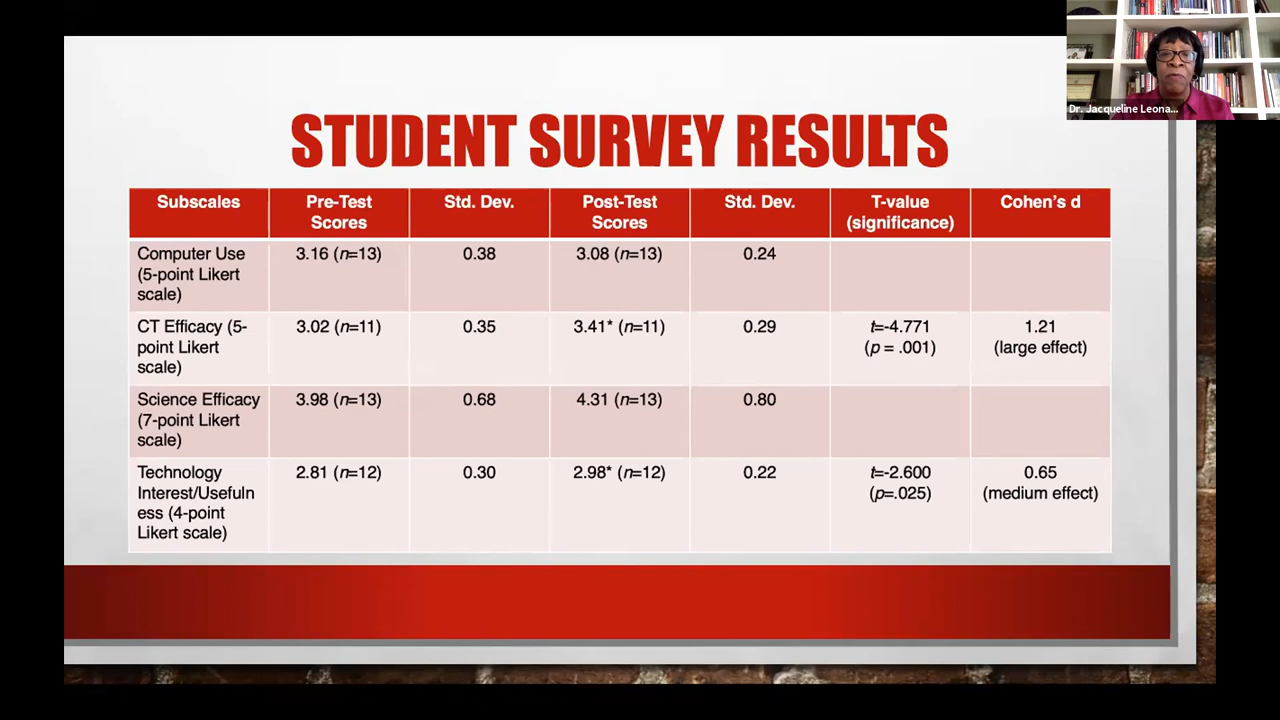 Dr. Jacqueline Leona...
STUDENT SURVEY RESULTS
Subscales
Pre-Test
Scores
Std. Dev.
Post-Test
Scores
Std. Dev.
T-value
(significance)
Cohen's d
Computer Use
(5-point Likert
scale)
3.16 (n=13)
0.38
3.08 (n=13)
0.24
CT Efficacy (5-
point Likert
scale)
3.02 (n=11)
0.35
3.41* (n=11)
0.29
t=-4.771
(p = .001)
1.21
(large effect)
Science Efficacy
(7-point Likert
scale)
3.98 (n=13)
0.68
4.31 (n=13)
0.80
Technology
Interest/Usefuln
ess (4-point
Likert scale)
2.81 (n=12)
0.30
2.98* (n=12)
0.22
t=-2.600
(p=.025)
0.65
(medium effect)